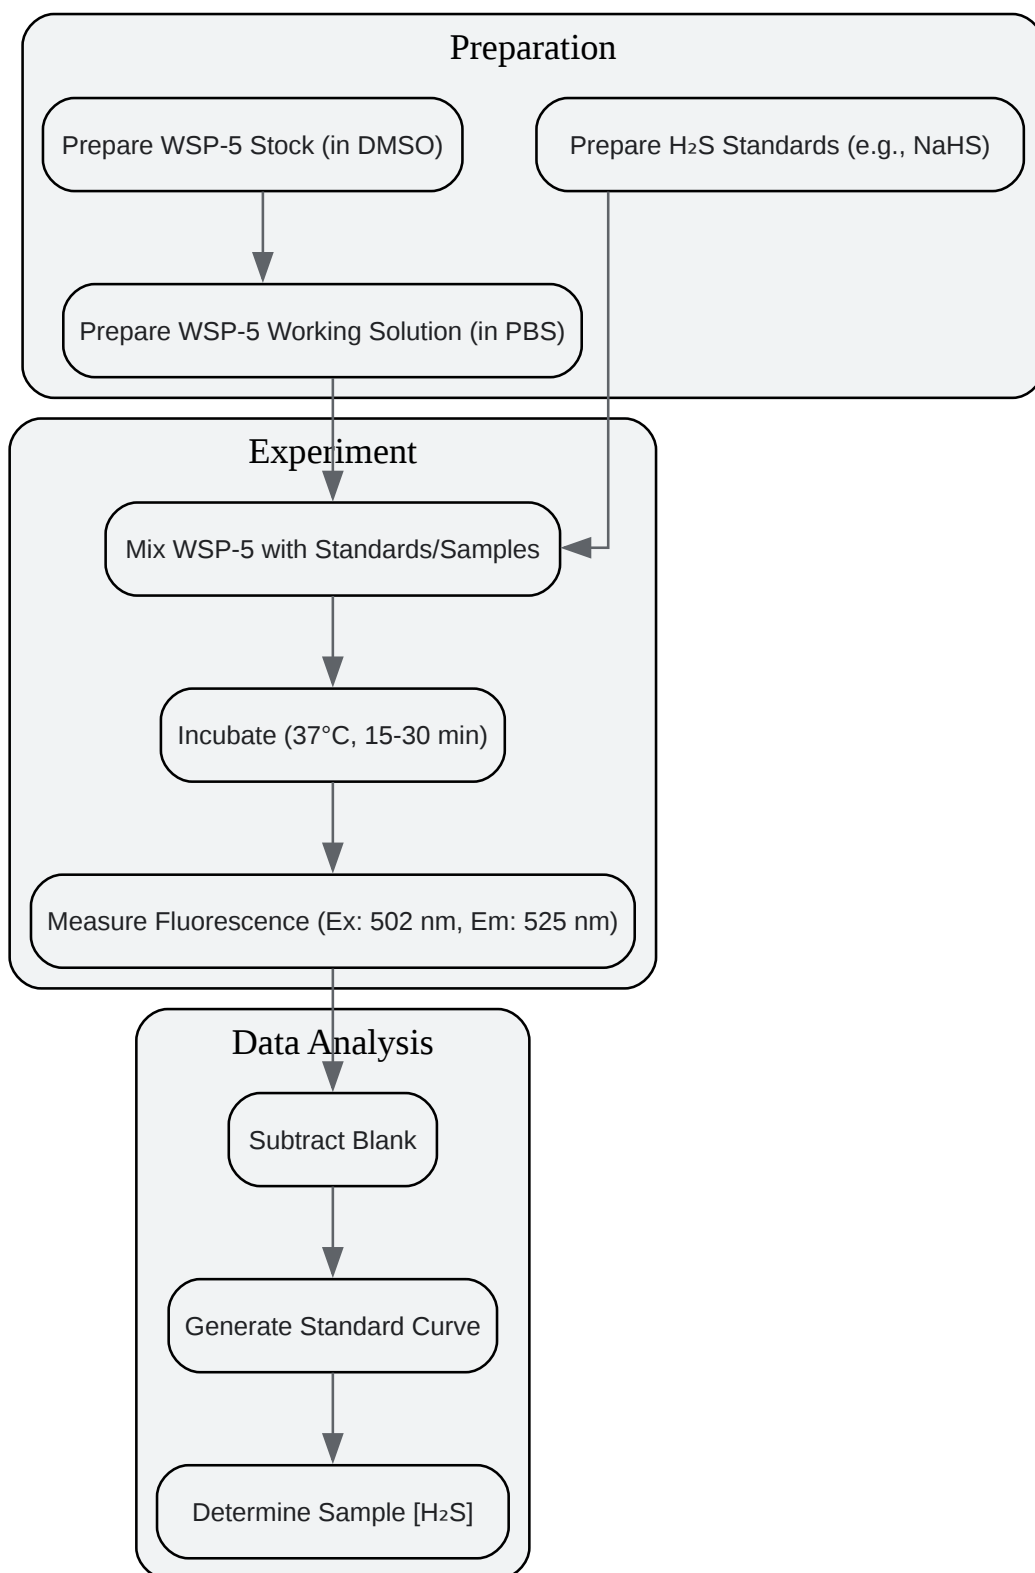 Preparation
Prepare WSP-5 Stock (in DMSO)
Prepare H₂S Standards (e.g., NaHS)
Prepare WSP-5 Working Solution (in PBS)
Experiment
Mix WSP-5 with Standards/Samples
Incubate (37°C, 15-30 min)
Measure Fluorescence (Ex: 502 nm, Em: 525 nm)
Data Analysis
Subtract Blank
Generate Standard Curve
Determine Sample [H₂S]